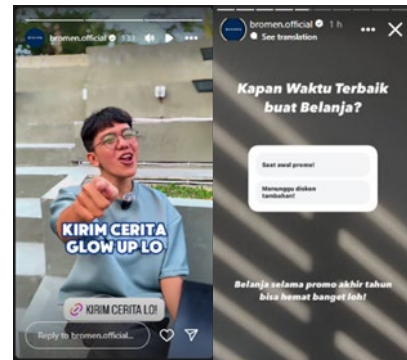 bromen.official 13 j
KIRIM CERITA
GLOW UP LO
KIRIM CERITA LO!
Reply to bromen.official...
bromen.official 1 h
See translation
Kapan Waktu Terbaik
buat Belanja?
Saat awal promo!
Menunggu diskon
tambahan!
Belanja selama promo akhir tahun
bisa hemat banget loh!